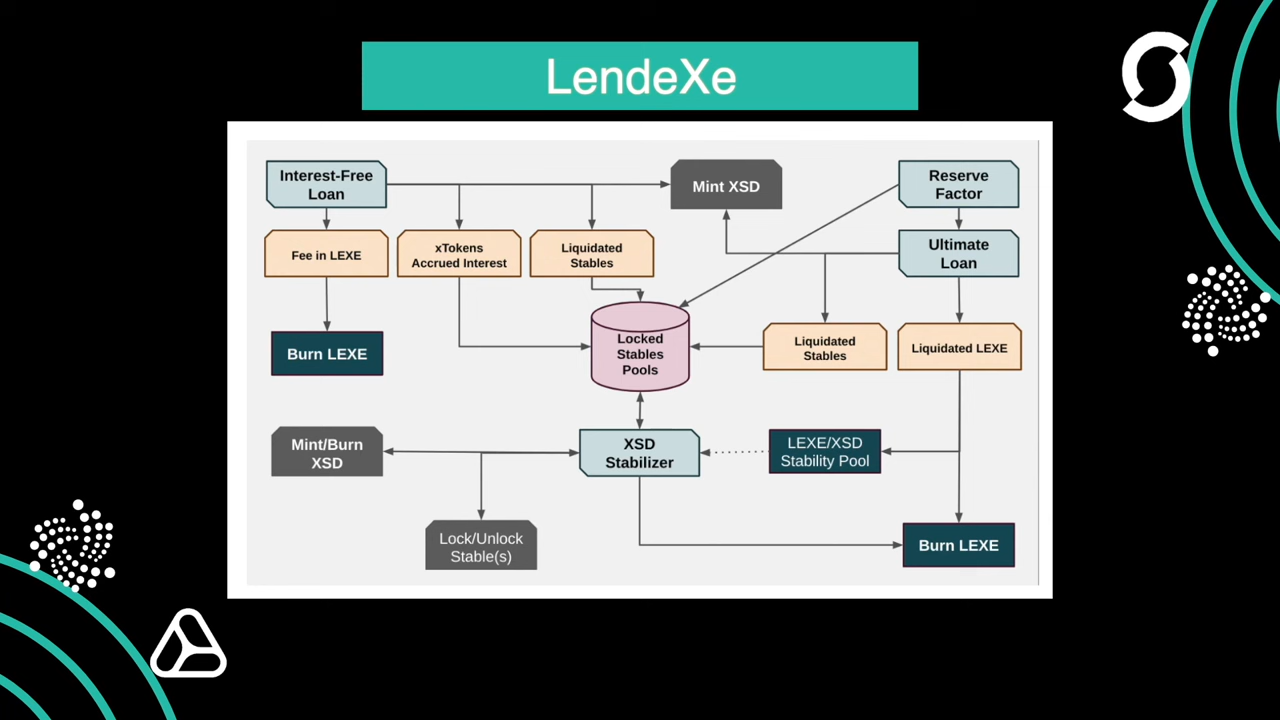 LendeXe
Interest-Free
Loan
Mint XSD
Reserve
Factor
Fee in LEXE
xTokens
Accrued Interest
Liquidated
Stables
Ultimate
Loan
Burn LEXE
Locked
Stables
Pools
Liquidated
Stables
Liquidated LEXE
Mint/Burn
XSD
XSD
Stabilizer
LEXE/XSD
Stability Pool
Lock/Unlock
Stable(s)
Burn LEXE